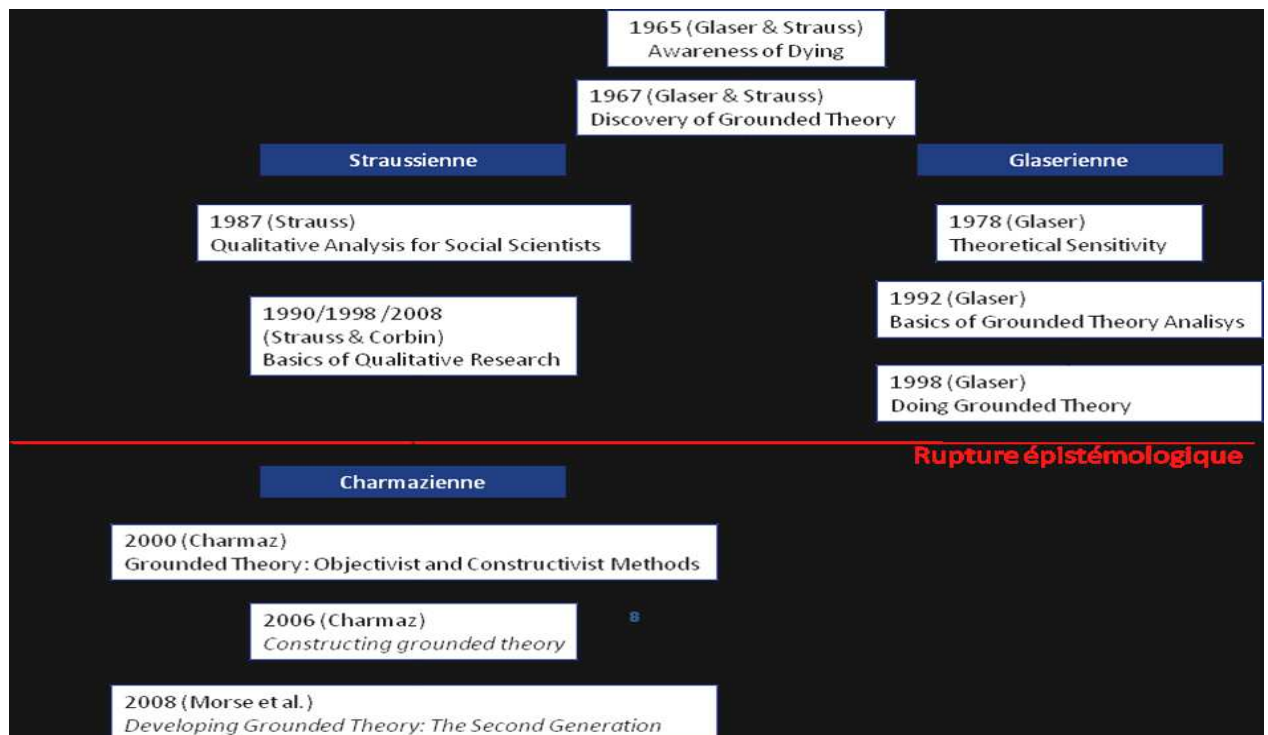 1965 (Glaser & Strauss)
Awareness of Dying
1967 (Glaser & Strauss)
Discovery of Grounded Theory
Straussienne
Glaserienne
1987 (Strauss)
Qualitative Analysis for Social Scientists
1978 (Glaser)
Theoretical Sensitivity
1990/1998 /2008
(Strauss & Corbin)
Basics of Qualitative Research
1992 (Glaser)
Basics of Grounded Theory Analisys
1998 (Glaser)
Doing Grounded Theory
Rupture épistémologique
Charmazienne
2000 (Charmaz)
Grounded Theory: Objectivist and Constructivist Methods
2006 (Charmaz)
Constructing grounded theory
8
2008 (Morse et al.)
Developing Grounded Theory: The Second Generation